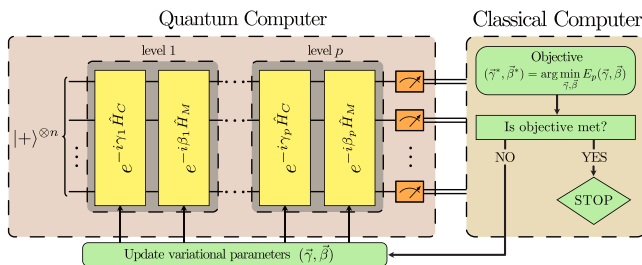 Quantum Computer
Classical Computer
level 1
level p
|+⟩^{⊗n}
e^{-iγ_1 Ĥ_C}
e^{-iβ_1 Ĥ_M}
e^{-iγ_p Ĥ_C}
e^{-iβ_p Ĥ_M}
Objective
(γ⃗*, β⃗*) = arg min_{γ⃗,β⃗} E_p(γ⃗, β⃗)
Is objective met?
NO
YES
STOP
Update variational parameters (γ⃗, β⃗)